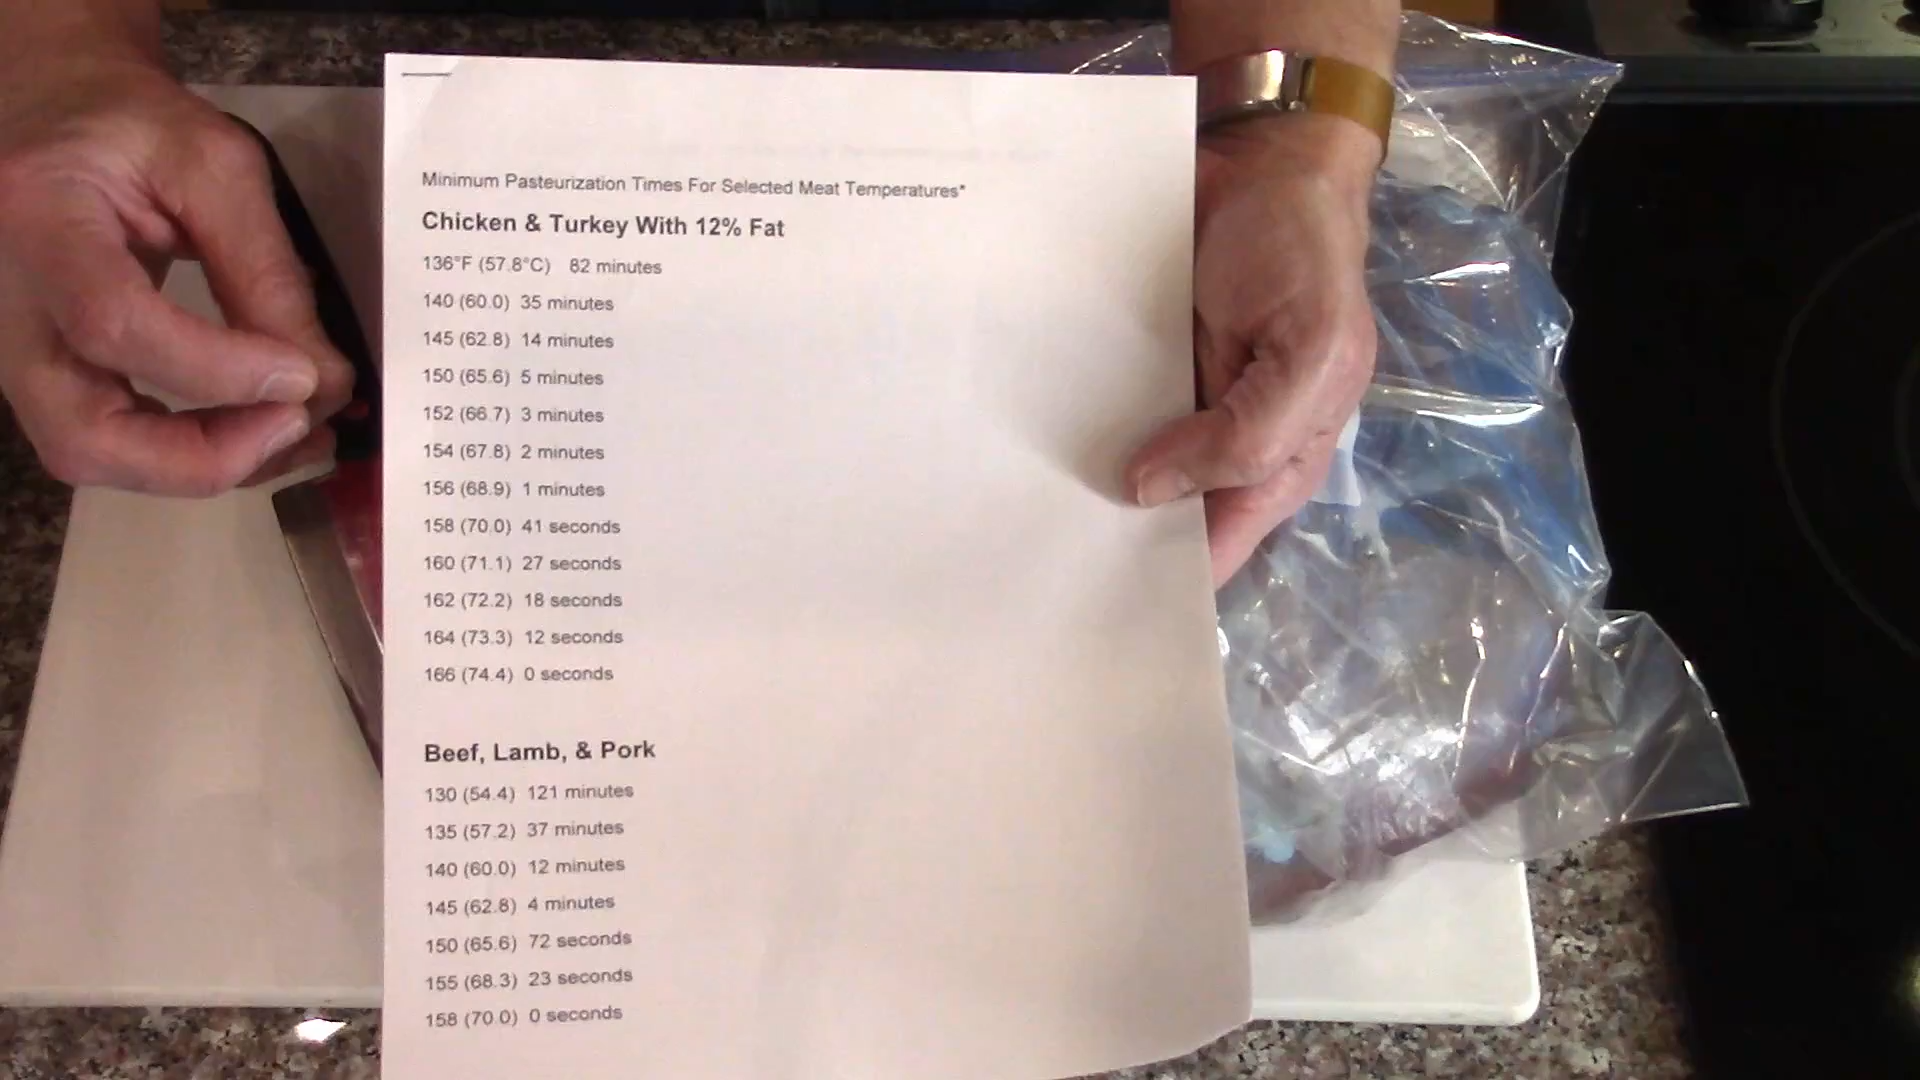 Minimum Pasteurization Times For Selected Meat Temperatures*
Chicken & Turkey With 12% Fat
136°F (57.8°C) 82 minutes
140 (60.0) 35 minutes
145 (62.8) 14 minutes
150 (65.6) 5 minutes
152 (66.7) 3 minutes
154 (67.8) 2 minutes
156 (68.9) 1 minutes
158 (70.0) 41 seconds
160 (71.1) 27 seconds
162 (72.2) 18 seconds
164 (73.3) 12 seconds
166 (74.4) 0 seconds
Beef, Lamb, & Pork
130 (54.4) 121 minutes
135 (57.2) 37 minutes
140 (60.0) 12 minutes
145 (62.8) 4 minutes
150 (65.6) 72 seconds
155 (68.3) 23 seconds
158 (70.0) 0 seconds